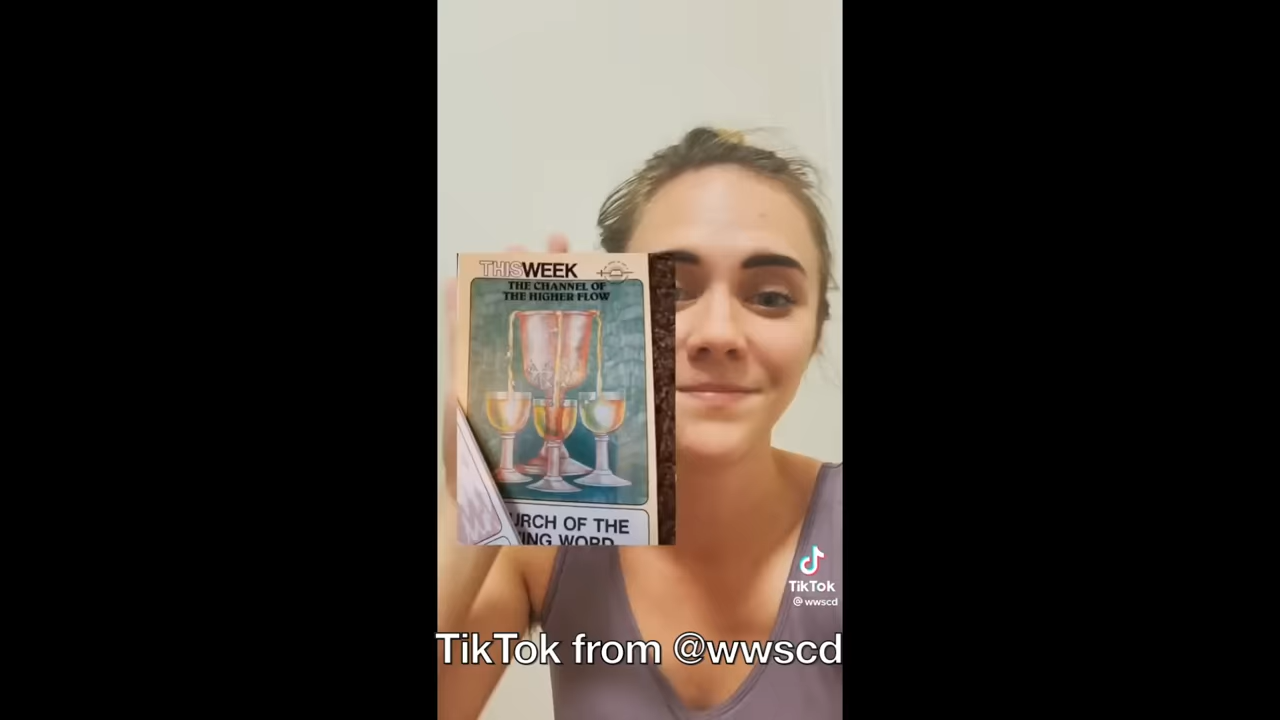 THISWEEK
THE CHANNEL OF
THE HIGHER FLOW
URCH OF THE
ING WORD
TikTok
@wwscd
TikTok from @wwscd